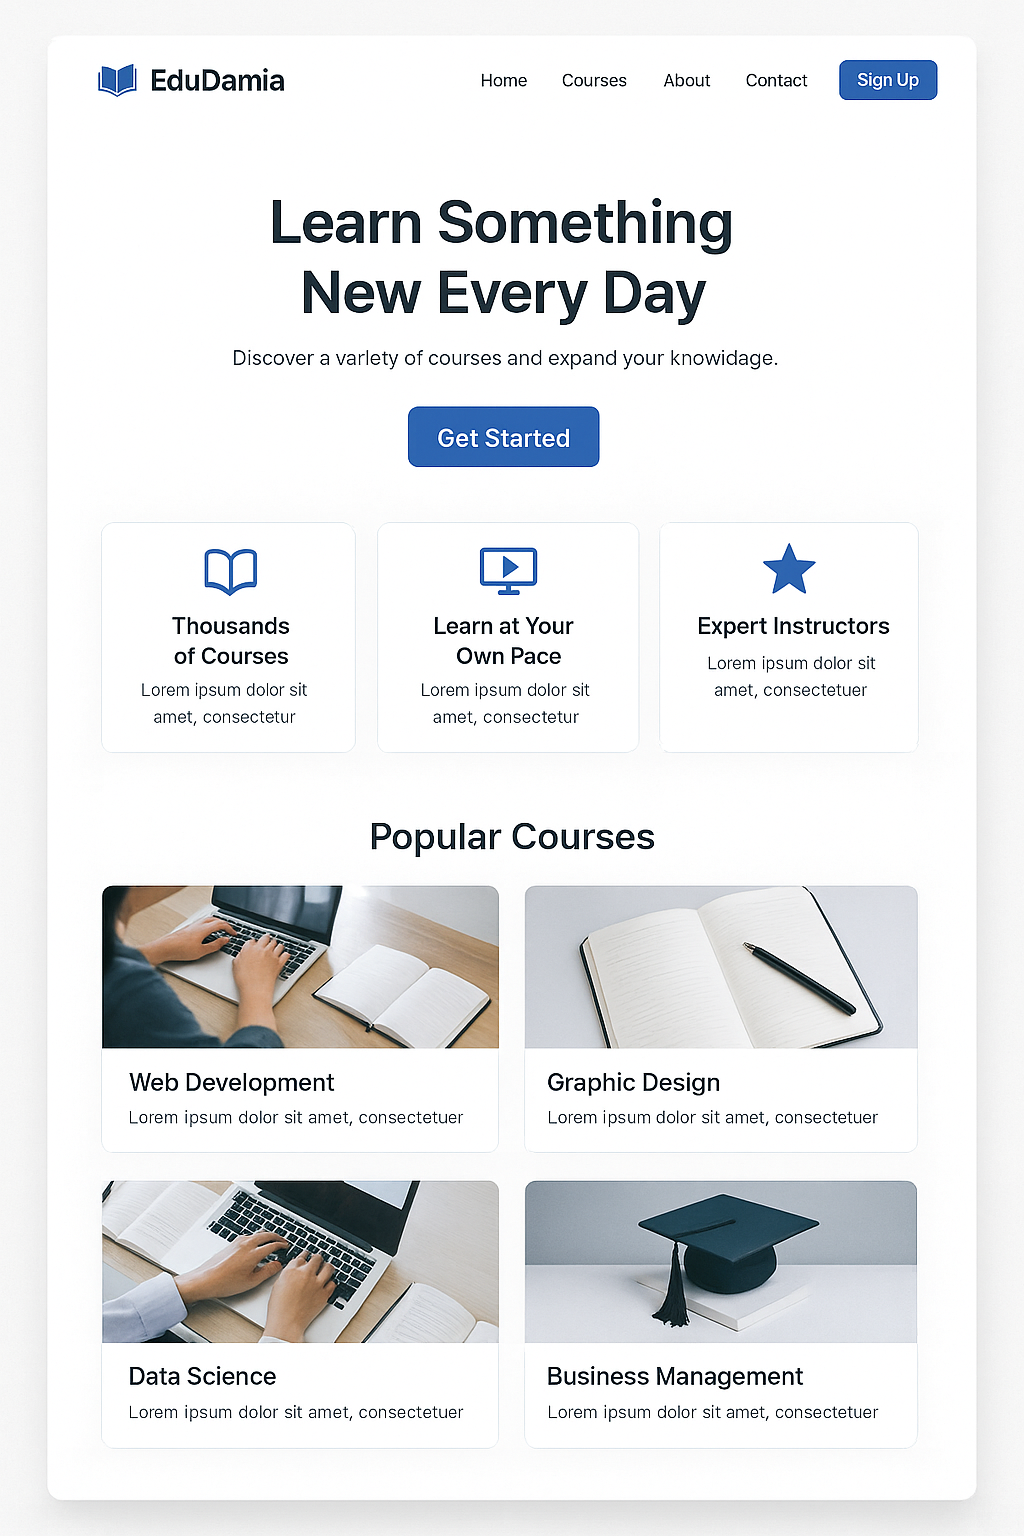 EduDamia
Home
Courses
About
Contact
Sign Up
Learn Something
New Every Day
Discover a varlety of courses and expand your knowidage.
Get Started
Thousands
of Courses
Lorem ipsum dolor sit
amet, consectetur
Learn at Your
Own Pace
Lorem ipsum dolor sit
amet, consectetur
Expert Instructors
Lorem ipsum dolor sit
amet, consectetuer
Popular Courses
Web Development
Lorem ipsum dolor sit amet, consectetuer
Graphic Design
Lorem ipsum dolor sit amet, consectetuer
Data Science
Lorem ipsum dolor sit amet, consectetuer
Business Management
Lorem ipsum dolor sit amet, consectetuer